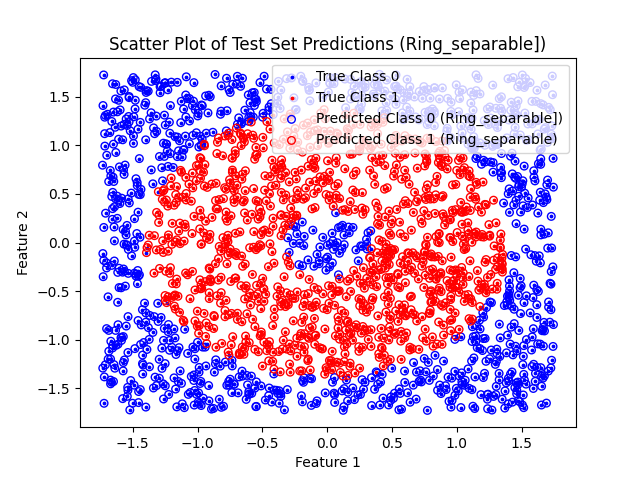 Scatter Plot of Test Set Predictions (Ring_separable])
True Class 0
True Class 1
Predicted Class 0 (Ring_separable])
Predicted Class 1 (Ring_separable)
1.5
1.0
0.5
0.0
−0.5
−1.0
−1.5
Feature 2
−1.5 −1.0 −0.5 0.0 0.5 1.0 1.5
Feature 1